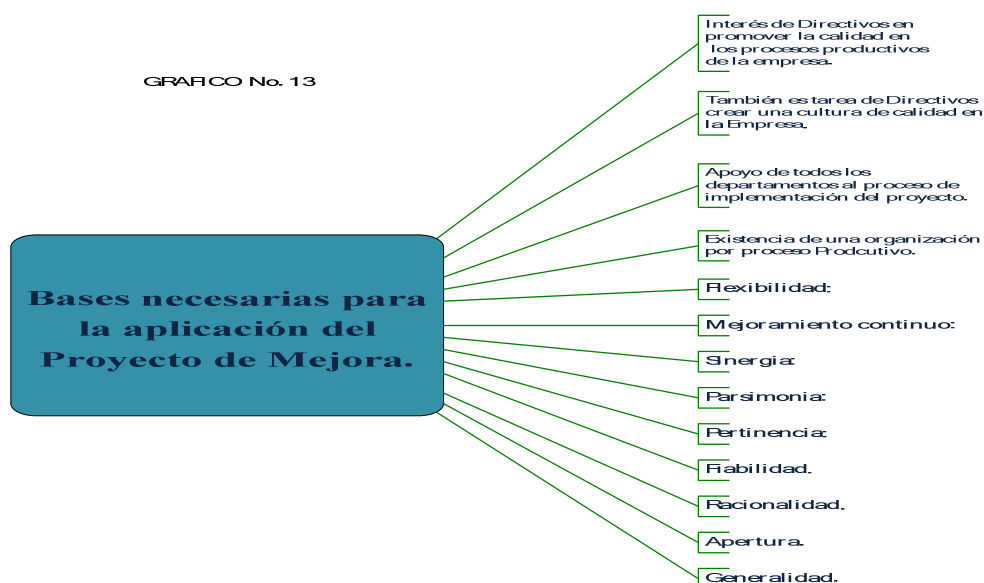 GRAFICO No. 13
Bases necesarias para
la aplicación del
Proyecto de Mejora.
Interés de Directivos en
promover la calidad en
los procesos productivos
de la empresa.
También es tarea de Directivos
crear una cultura de calidad en
la Empresa.
Apoyo de todos los
departamentos al proceso de
implementación del proyecto.
Existencia de una organización
por proceso Prodcutivo.
Flexibilidad:
Mejoramiento continuo:
Sinergia:
Parsimonia:
Pertinencia:
Fiabilidad.
Racionalidad.
Apertura.
Generalidad.